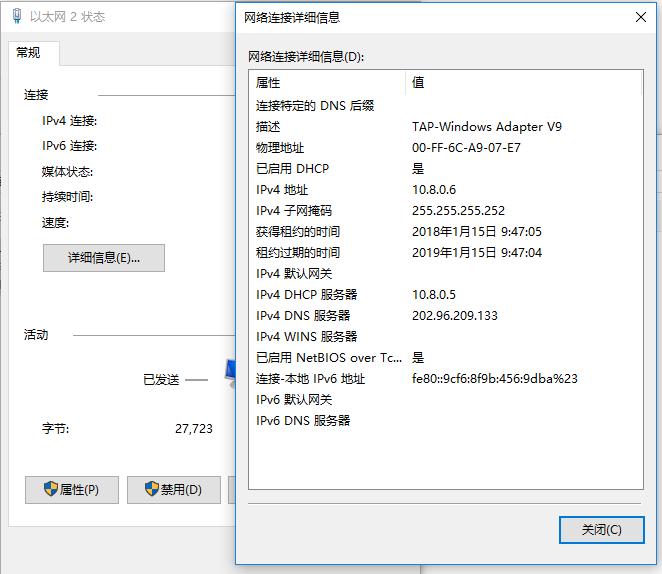 以太网 2 状态
常规
连接
IPv4 连接:
IPv6 连接:
媒体状态:
持续时间:
速度:
详细信息(E)...
活动
已发送
字节:
27,723
属性(P)
禁用(D)
网络连接详细信息
网络连接详细信息(D):
属性 值
连接特定的 DNS 后缀
描述 TAP-Windows Adapter V9
物理地址 00-FF-6C-A9-07-E7
已启用 DHCP 是
IPv4 地址 10.8.0.6
IPv4 子网掩码 255.255.255.252
获得租约的时间 2018年1月15日 9:47:05
租约过期的时间 2019年1月15日 9:47:04
IPv4 默认网关
IPv4 DHCP 服务器 10.8.0.5
IPv4 DNS 服务器 202.96.209.133
IPv4 WINS 服务器
已启用 NetBIOS over Tc... 是
连接-本地 IPv6 地址 fe80::9cf6:8f9b:456:9dba%23
IPv6 默认网关
IPv6 DNS 服务器
关闭(C)